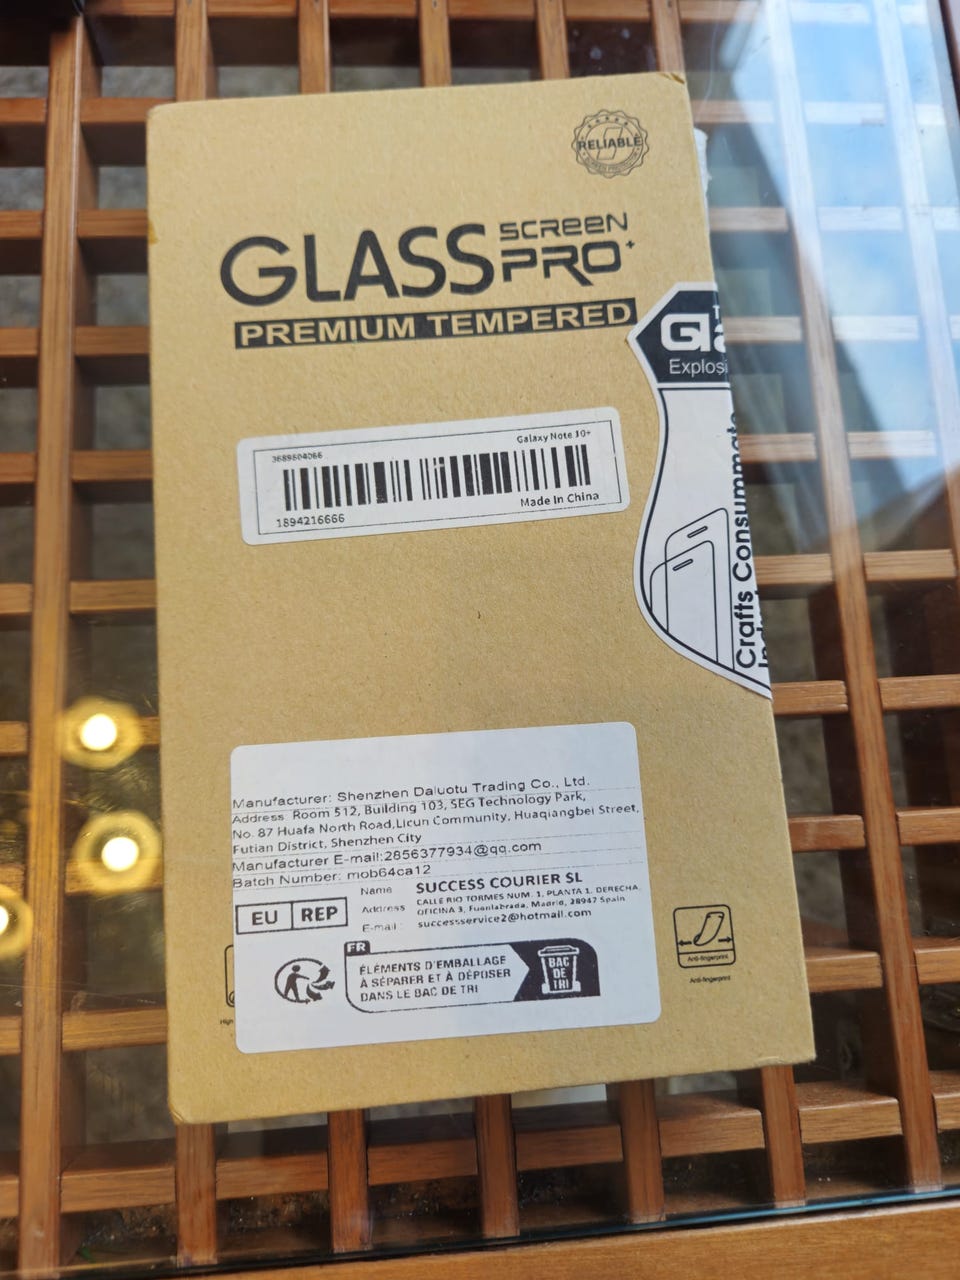 RELIABLE
GLASS SCREEN PRO+
PREMIUM TEMPERED
Explosi
3689604066
Galaxy Note 10+
1894216666
Made In China
Crafts Consummate
Manufacturer: Shenzhen Daluotu Trading Co., Ltd.
Address Room 512, Building 103, SEG Technology Park,
No. 87 Huafa North Road,Licun Community, Huaqiangbei Street,
Futian District, Shenzhen City
Manufacturer E-mail:2856377934@qq.com
Batch Number: mob64ca12
EU REP
Name SUCCESS COURIER SL
Address CALLE RIO TORMES NUM. 1, PLANTA 1, DERECHA,
OFICINA 3, Fuenlabrada, Madrid, 28947 Spain
E-mail: successservice2@hotmail.com
FR
ÉLÉMENTS D'EMBALLAGE
À SÉPARER ET À DÉPOSER
DANS LE BAC DE TRI
BAC
DE
TRI
Anti-fingerprint
Anti-fingerprint
High